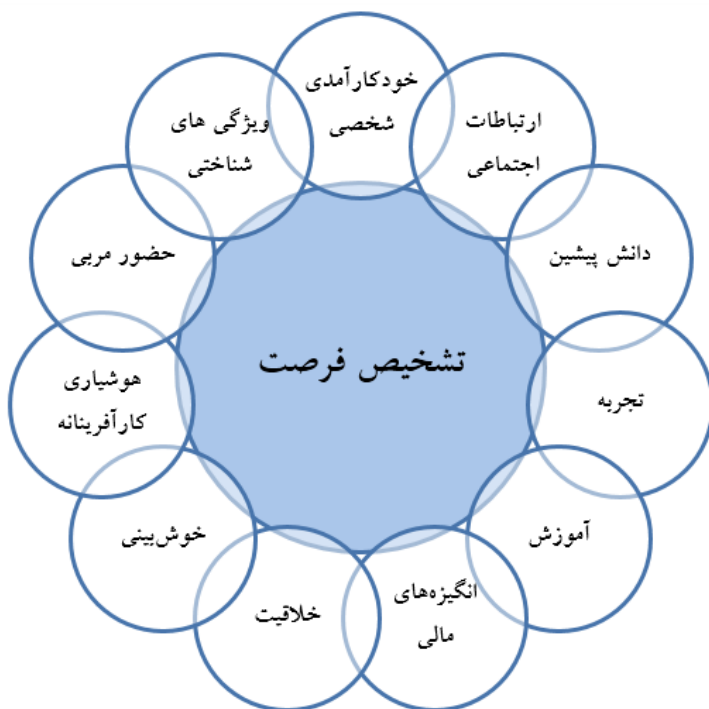 خودکارآمدی
شخصی
ارتباطات
اجتماعی
دانش پیشین
تجربه
آموزش
انگیزه‌های
مالی
خلاقیت
خوش‌بینی
هوشیاری
کارآفرینانه
حضور مربی
ویژگی های
شناختی
تشخیص فرصت